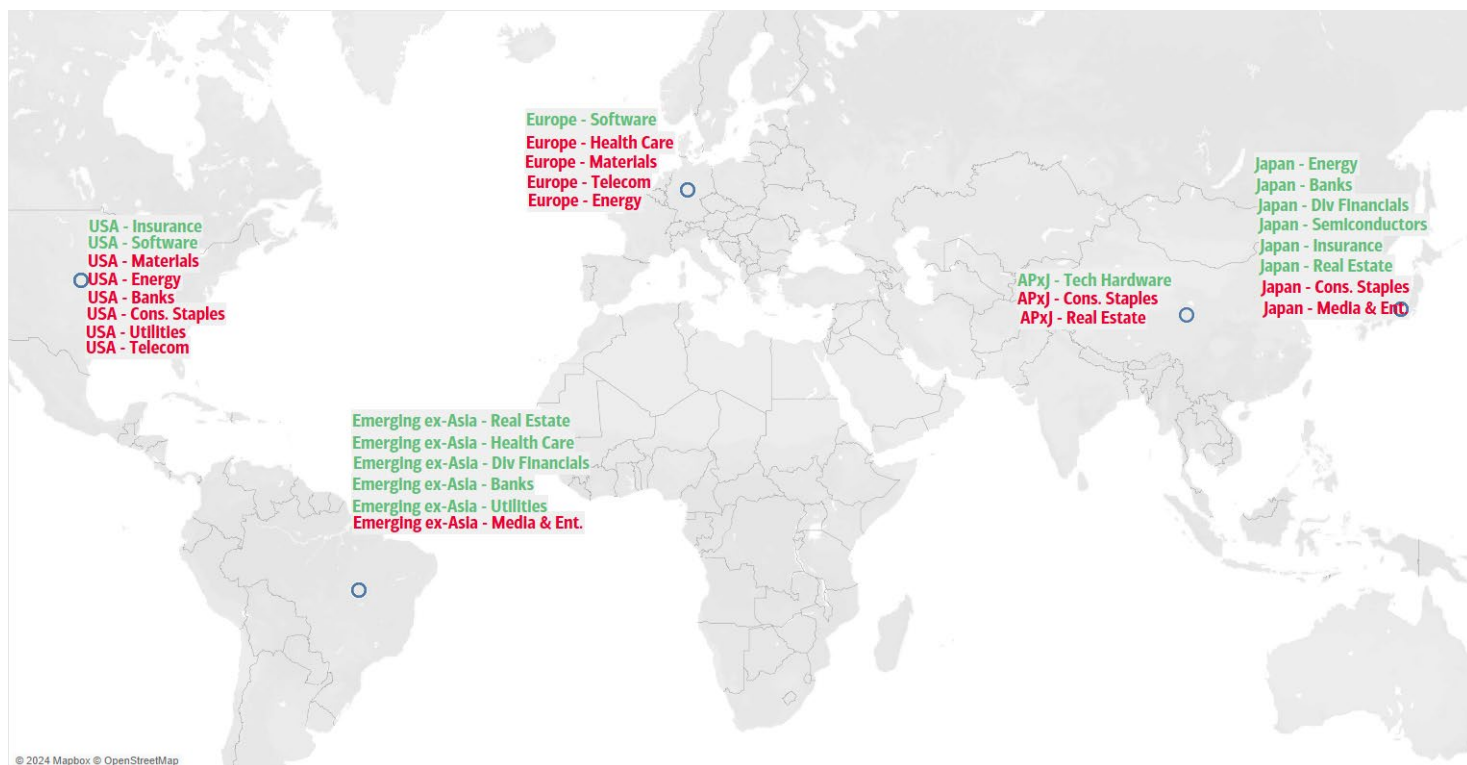 Europe - Software
Europe - Health Care
Europe - Materials
Europe - Telecom
Europe - Energy
Japan - Energy
Japan - Banks
Japan - Div Financials
Japan - Semiconductors
Japan - Insurance
Japan - Real Estate
Japan - Cons. Staples
Japan - Media & Ent.
USA - Insurance
USA - Software
USA - Materials
USA - Energy
USA - Banks
USA - Cons. Staples
USA - Utilities
USA - Telecom
APxJ - Tech Hardware
APxJ - Cons. Staples
APxJ - Real Estate
Emerging ex-Asia - Real Estate
Emerging ex-Asia - Health Care
Emerging ex-Asia - Div Financials
Emerging ex-Asia - Banks
Emerging ex-Asia - Utilities
Emerging ex-Asia - Media & Ent.
© 2024 Mapbox © OpenStreetMap